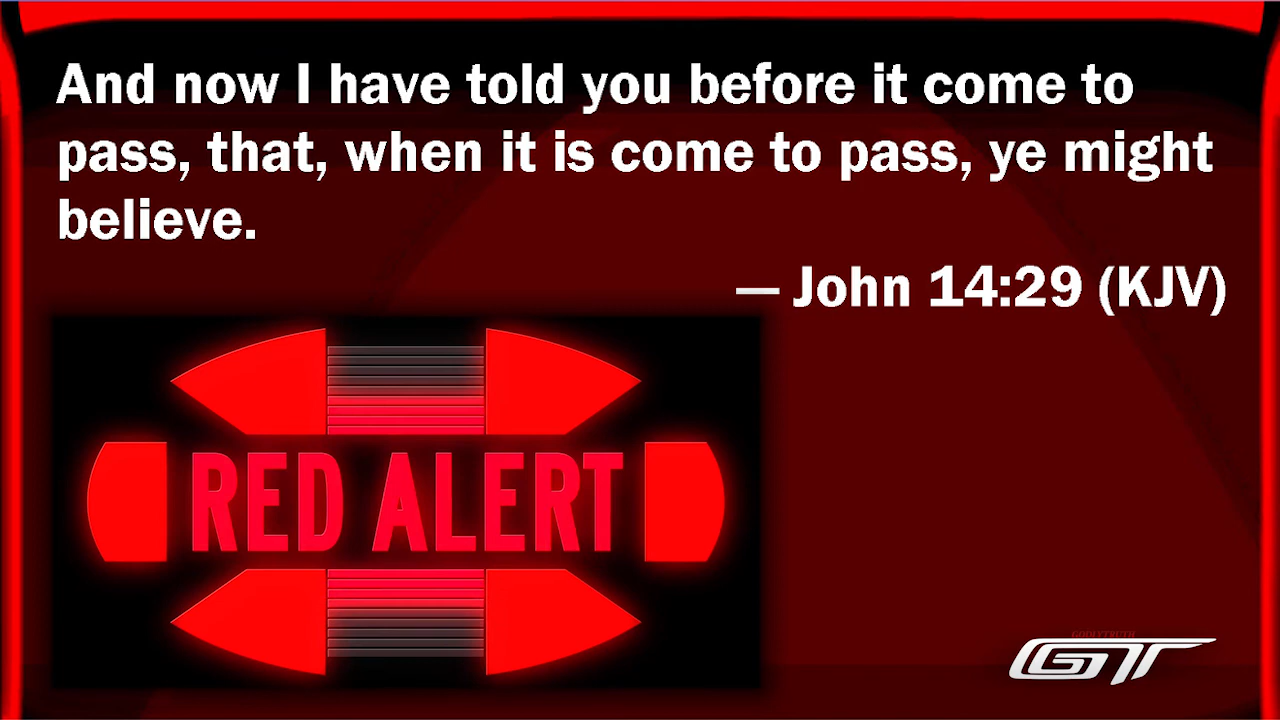 And now I have told you before it come to
pass, that, when it is come to pass, ye might
believe.
— John 14:29 (KJV)
RED ALERT
GODLYTRUTH
GT